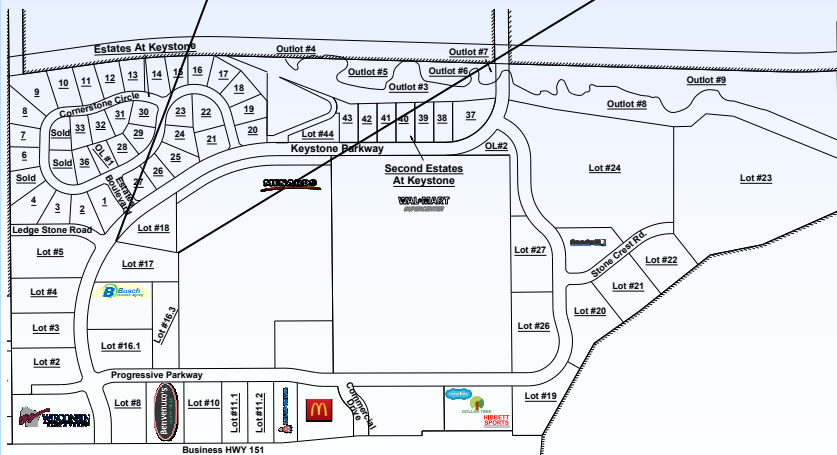 Estates At Keystone
Outlot #4
Outlot #7
Outlot #5
Outlot #6
Outlot #3
Outlot #9
Outlot #8
9
10
11
12
13
14
15
16
17
18
19
20
8
7
6
Sold
4
3
2
1
Cornerstone Circle
Sold
33
32
31
30
29
28
Sold
36
OL #1
27
26
25
24
23
22
21
Estates
Boulevard
Lot #44
43
42
41
40
39
38
37
Keystone Parkway
OL#2
Second Estates
At Keystone
MENARDS
WAL-MART
SUPERCENTER
Lot #24
Lot #23
Ledge Stone Road
Lot #18
Lot #5
Lot #17
Lot #4
Busch
Lot #3
Lot #16.3
Lot #16.1
Lot #2
Lot #27
Goodwill
Stone Crest Rd.
Lot #22
Lot #21
Lot #20
Lot #26
Lot #19
Progressive Parkway
WISCONSIN
Lot #8
Benvenuto's
Lot #10
Lot #11.1
Lot #11.2
Commercial
Drive
DOLLAR TREE
HIBBETT
SPORTS
Business HWY 151